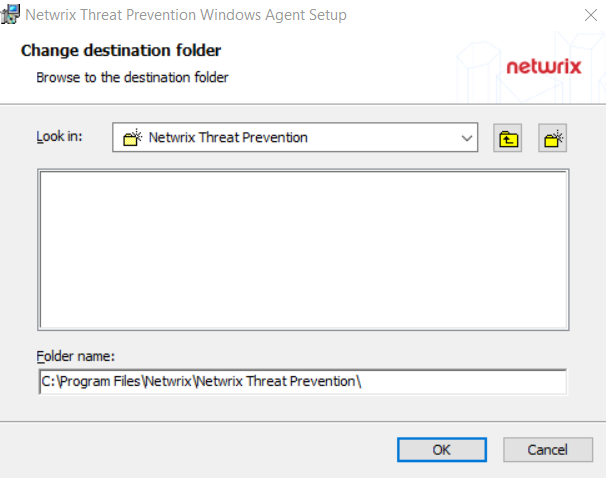 Netwrix Threat Prevention Windows Agent Setup
Change destination folder
Browse to the destination folder
netwrix
Look in:
Netwrix Threat Prevention
Folder name:
C:\Program Files\Netwrix\Netwrix Threat Prevention\
OK
Cancel